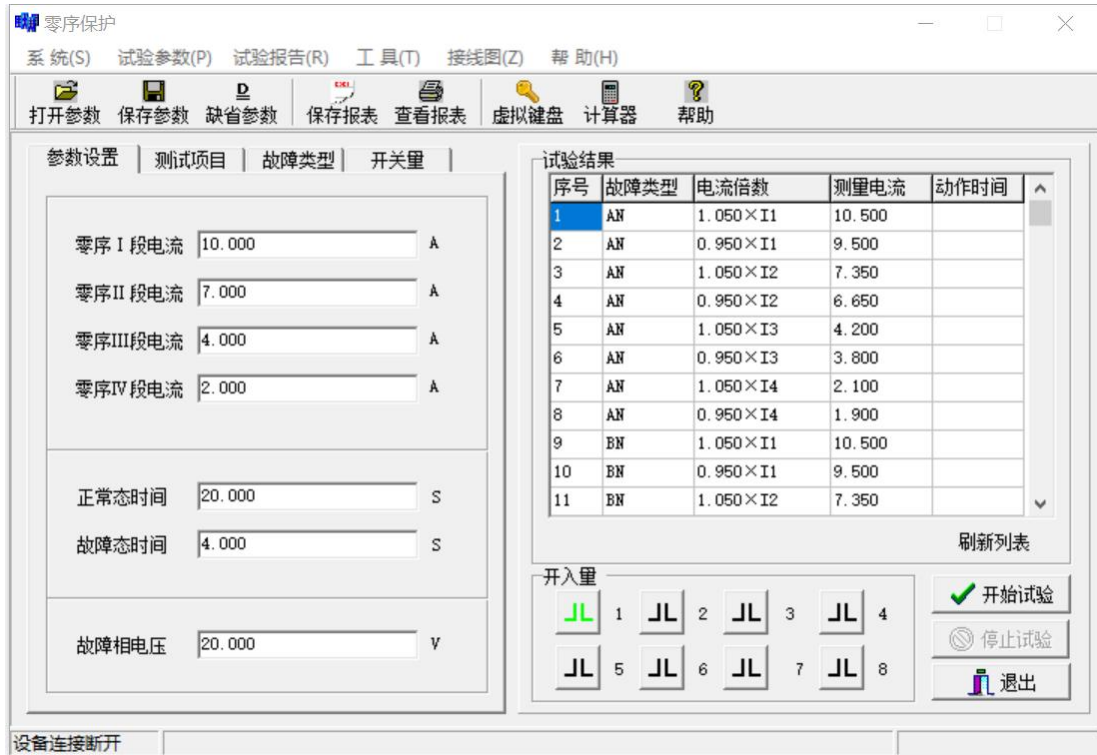 零序保护
系 统(S) 试验参数(P) 试验报告(R) 工 具(T) 接线图(Z) 帮 助(H)
打开参数 保存参数 缺省参数 保存报表 查看报表 虚拟键盘 计算器 帮助
参数设置 测试项目 故障类型 开关量
零序 I 段电流 10.000 A
零序II 段电流 7.000 A
零序III段电流 4.000 A
零序IV 段电流 2.000 A
正常态时间 20.000 S
故障态时间 4.000 S
故障相电压 20.000 V
试验结果
序号 故障类型 电流倍数 测量电流 动作时间
1 AN 1.050×I1 10.500
2 AN 0.950×I1 9.500
3 AN 1.050×I2 7.350
4 AN 0.950×I2 6.650
5 AN 1.050×I3 4.200
6 AN 0.950×I3 3.800
7 AN 1.050×I4 2.100
8 AN 0.950×I4 1.900
9 BN 1.050×I1 10.500
10 BN 0.950×I1 9.500
11 BN 1.050×I2 7.350
刷新列表
开入量
1 2 3 4
5 6 7 8
开始试验
停止试验
退出
设备连接断开